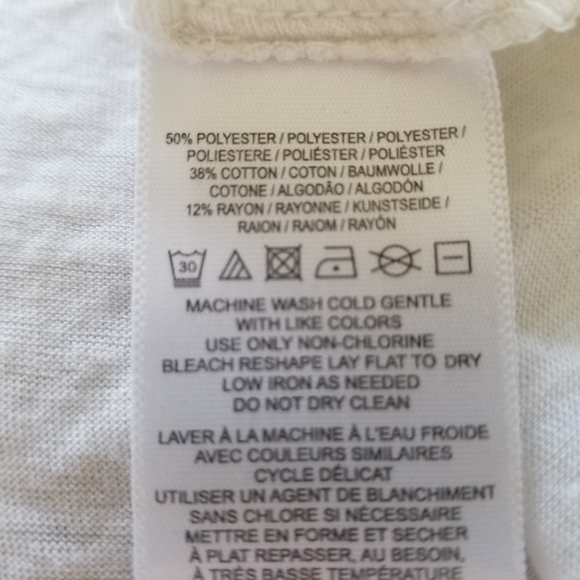 50% POLYESTER / POLYESTER / POLYESTER /
POLIESTERE / POLIÉSTER / POLIÉSTER
38% COTTON / COTON / BAUMWOLLE /
COTONE / ALGODÃO / ALGODÓN
12% RAYON / RAYONNE / KUNSTSEIDE /
RAION / RAIOM / RAYÓN
30
MACHINE WASH COLD GENTLE
WITH LIKE COLORS
USE ONLY NON-CHLORINE
BLEACH RESHAPE LAY FLAT TO DRY
LOW IRON AS NEEDED
DO NOT DRY CLEAN
LAVER À LA MACHINE À L'EAU FROIDE
AVEC COULEURS SIMILAIRES
CYCLE DÉLICAT
UTILISER UN AGENT DE BLANCHIMENT
SANS CHLORE SI NÉCESSAIRE
METTRE EN FORME ET SECHER
À PLAT REPASSER, AU BESOIN,
À TRÉS BASSE TEMPÉRATURE